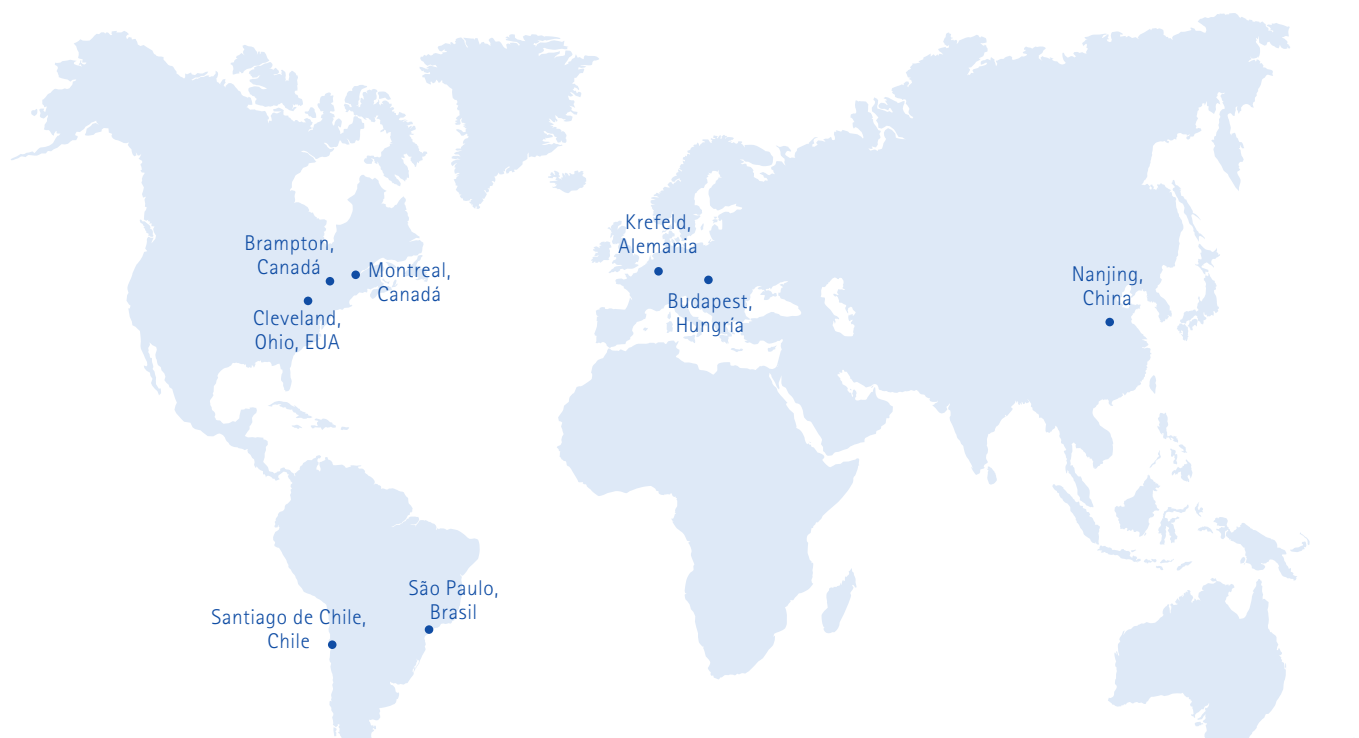 Krefeld,
Alemania
Brampton,
Canadá
Montreal,
Canadá
Nanjing,
China
Budapest,
Hungría
Cleveland,
Ohio, EUA
São Paulo,
Brasil
Santiago de Chile,
Chile